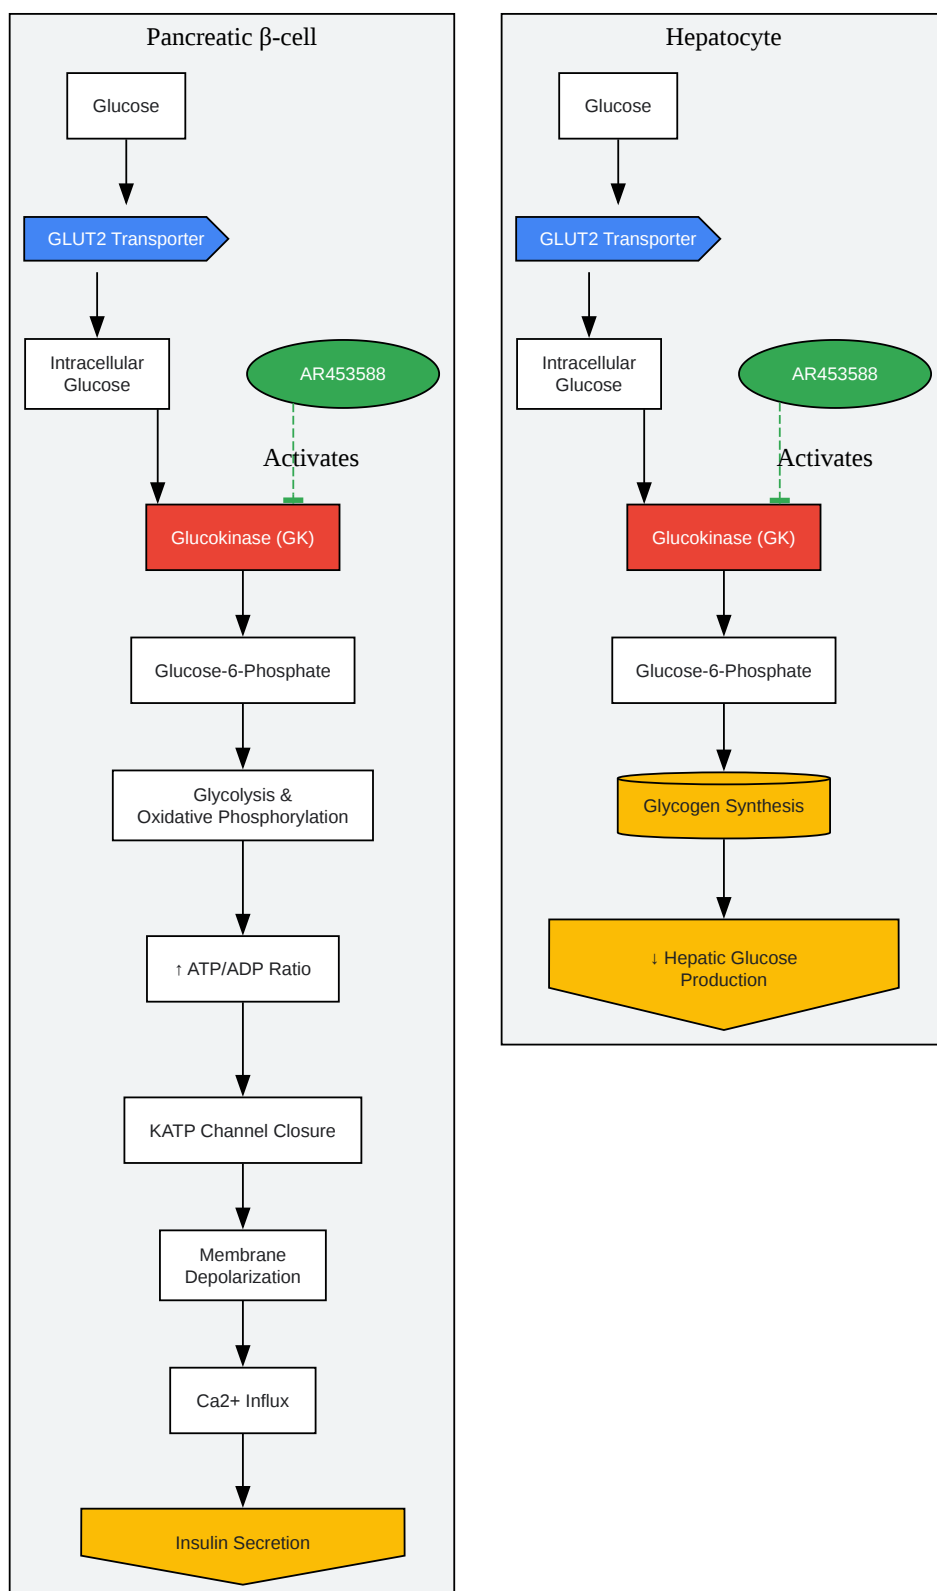 Pancreatic β-cell
Glucose
GLUT2 Transporter
Intracellular
Glucose
AR453588
Activates
Glucokinase (GK)
Glucose-6-Phosphate
Glycolysis &
Oxidative Phosphorylation
↑ ATP/ADP Ratio
KATP Channel Closure
Membrane
Depolarization
Ca2+ Influx
Insulin Secretion
Hepatocyte
Glucose
GLUT2 Transporter
Intracellular
Glucose
AR453588
Activates
Glucokinase (GK)
Glucose-6-Phosphate
Glycogen Synthesis
↓ Hepatic Glucose
Production